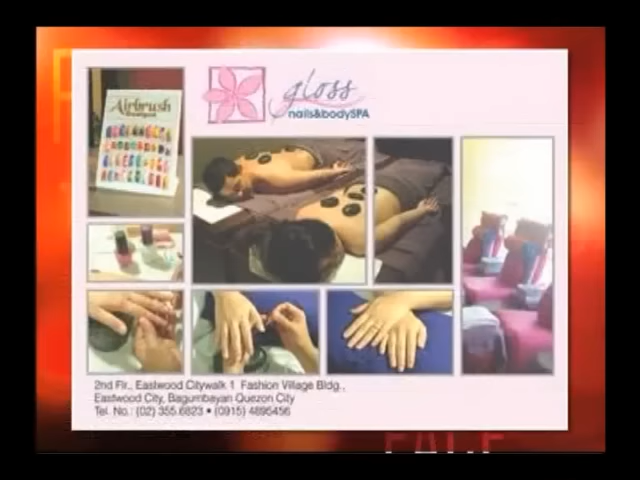 Airbrush
gloss
nails&bodySPA
2nd Flr., Eastwood Citywalk 1 Fashion Village Bldg.,
Eastwood City, Bagumbayan Quezon City
Tel. No.: (02) 355.6823 • (0915) 4895456